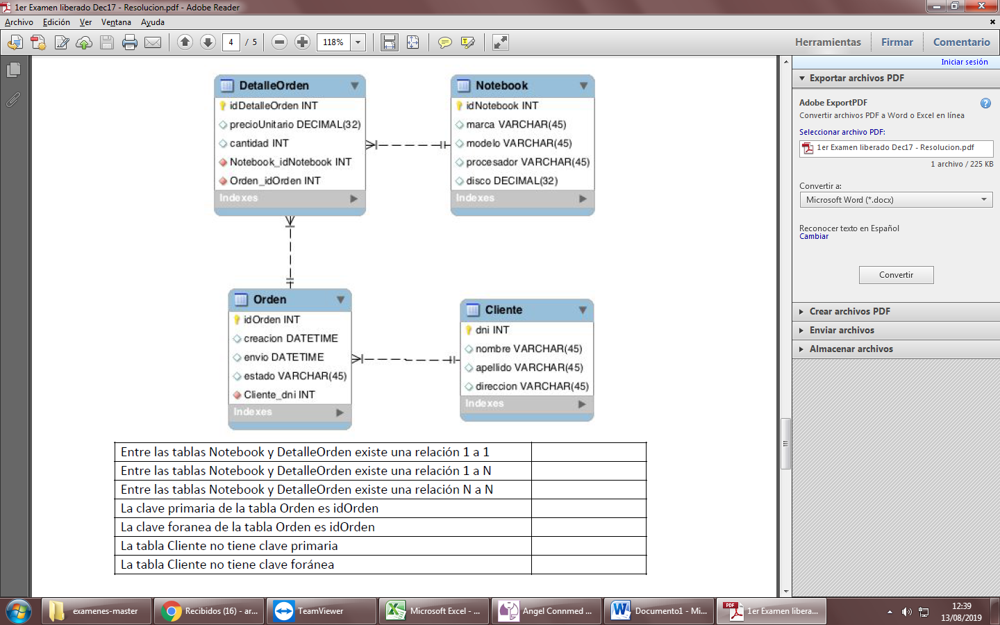 1er Examen liberado Dec17 - Resolucion.pdf - Adobe Reader
Archivo Edición Ver Ventana Ayuda
4 / 5 118% Herramientas Firmar Comentario
Iniciar sesión
Exportar archivos PDF
Adobe ExportPDF
Convertir archivos PDF a Word o Excel en línea
Seleccionar archivo PDF:
1er Examen liberado Dec17 - Resolucion.pdf
1 archivo / 225 KB
Convertir a:
Microsoft Word (*.docx)
Reconocer texto en Español
Cambiar
Convertir
Crear archivos PDF
Enviar archivos
Almacenar archivos
DetalleOrden
idDetalleOrden INT
precioUnitario DECIMAL(32)
cantidad INT
Notebook_idNotebook INT
Orden_idOrden INT
Indexes
Notebook
idNotebook INT
marca VARCHAR(45)
modelo VARCHAR(45)
procesador VARCHAR(45)
disco DECIMAL(32)
Indexes
Orden
idOrden INT
creacion DATETIME
envio DATETIME
estado VARCHAR(45)
Cliente_dni INT
Indexes
Cliente
dni INT
nombre VARCHAR(45)
apellido VARCHAR(45)
direccion VARCHAR(45)
Indexes
Entre las tablas Notebook y DetalleOrden existe una relación 1 a 1
Entre las tablas Notebook y DetalleOrden existe una relación 1 a N
Entre las tablas Notebook y DetalleOrden existe una relación N a N
La clave primaria de la tabla Orden es idOrden
La clave foranea de la tabla Orden es idOrden
La tabla Cliente no tiene clave primaria
La tabla Cliente no tiene clave foránea
examenes-master
Recibidos (16) - ar...
TeamViewer
Microsoft Excel - ...
Angel Connmed ...
Documento1 - Mi...
PDF
1er Examen libera...
12:39
13/08/2019